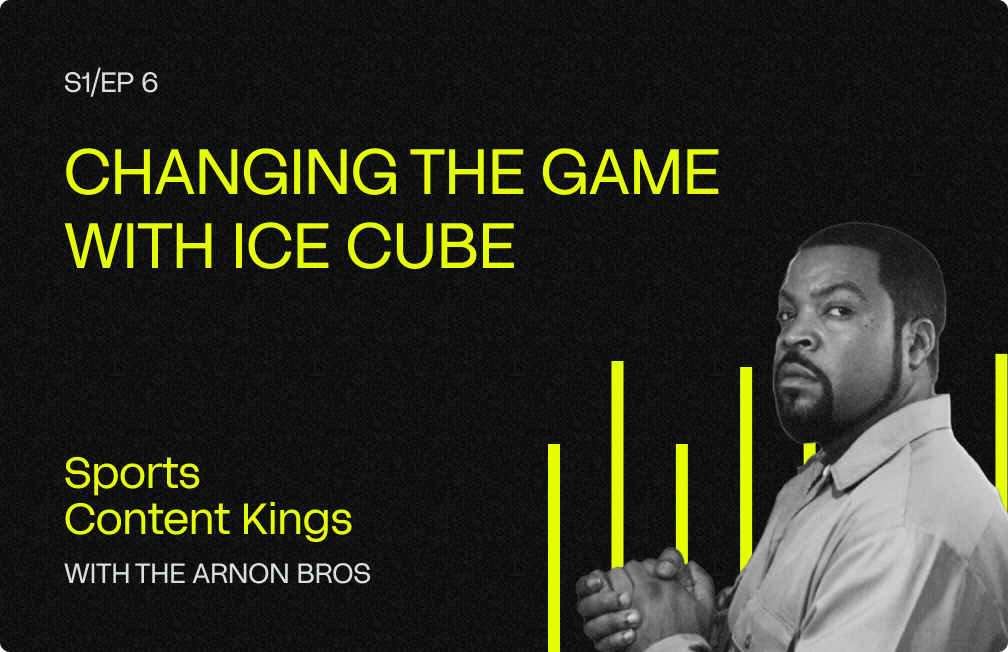 S1/EP 6
CHANGING THE GAME
WITH ICE CUBE
Sports
Content Kings
WITH THE ARNON BROS